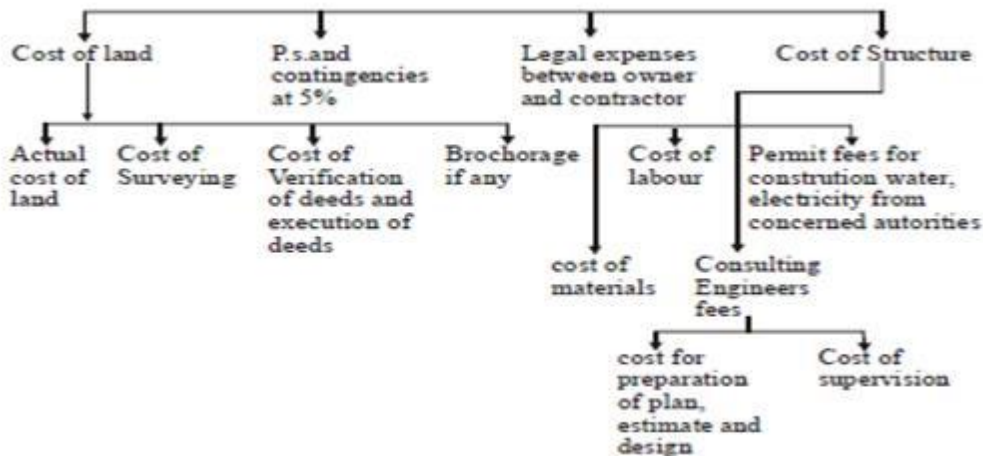 Cost of land
P.s.and
contingencies
at 5%
Legal expenses
between owner
and contractor
Cost of Structure
Actual
cost of
land
Cost of
Surveying
Cost of
Verification
of deeds and
execution of
deeds
Brochorage
if any
Cost of
labour
Permit fees for
constrution water,
electricity from
concerned autorities
cost of
materials
Consulting
Engineers
fees
cost for
preparation
of plan,
estimate and
design
Cost of
supervision